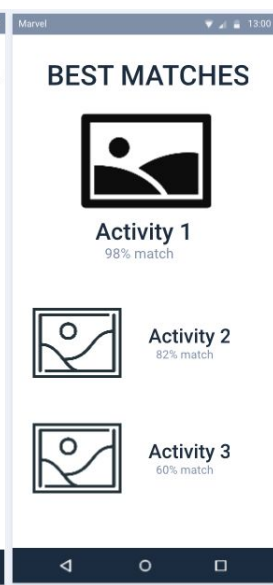 Marvel 13:00
BEST MATCHES
Activity 1
98% match
Activity 2
82% match
Activity 3
60% match